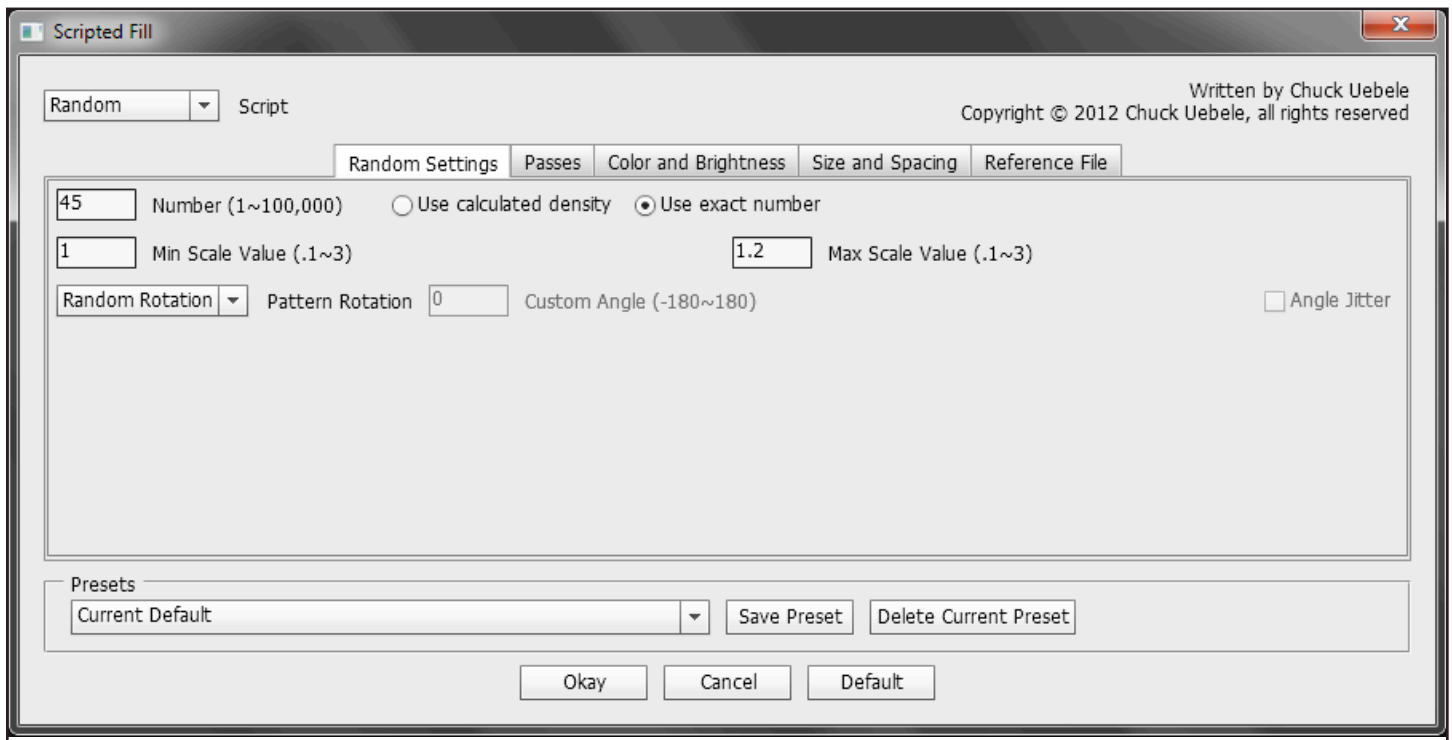 Scripted Fill
X
Random Script
Written by Chuck Uebele
Copyright © 2012 Chuck Uebele, all rights reserved
Random Settings Passes Color and Brightness Size and Spacing Reference File
45 Number (1~100,000) Use calculated density Use exact number
1 Min Scale Value (.1~3) 1.2 Max Scale Value (.1~3)
Random Rotation Pattern Rotation 0 Custom Angle (-180~180) Angle Jitter
Presets
Current Default Save Preset Delete Current Preset
Okay Cancel Default